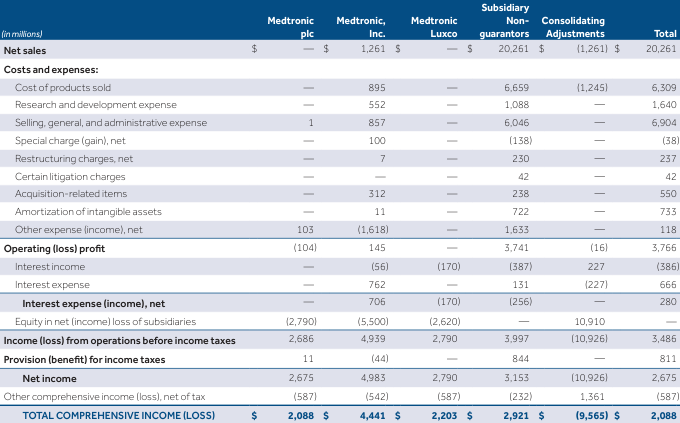 (in millions) Medtronic plc Medtronic, Inc. Medtronic Luxco Subsidiary Non-guarantors Consolidating Adjustments Total
Net sales $ — $ 1,261 $ — $ 20,261 $ (1,261) $ 20,261
Costs and expenses:
Cost of products sold — 895 — 6,659 (1,245) 6,309
Research and development expense — 552 — 1,088 — 1,640
Selling, general, and administrative expense 1 857 — 6,046 — 6,904
Special charge (gain), net — 100 — (138) — (38)
Restructuring charges, net — 7 — 230 — 237
Certain litigation charges — — — 42 — 42
Acquisition-related items — 312 — 238 — 550
Amortization of intangible assets — 11 — 722 — 733
Other expense (income), net 103 (1,618) — 1,633 — 118
Operating (loss) profit (104) 145 — 3,741 (16) 3,766
Interest income — (56) (170) (387) 227 (386)
Interest expense — 762 — 131 (227) 666
Interest expense (income), net — 706 (170) (256) — 280
Equity in net (income) loss of subsidiaries (2,790) (5,500) (2,620) — 10,910 —
Income (loss) from operations before income taxes 2,686 4,939 2,790 3,997 (10,926) 3,486
Provision (benefit) for income taxes 11 (44) — 844 — 811
Net income 2,675 4,983 2,790 3,153 (10,926) 2,675
Other comprehensive income (loss), net of tax (587) (542) (587) (232) 1,361 (587)
TOTAL COMPREHENSIVE INCOME (LOSS) $ 2,088 $ 4,441 $ 2,203 $ 2,921 $ (9,565) $ 2,088